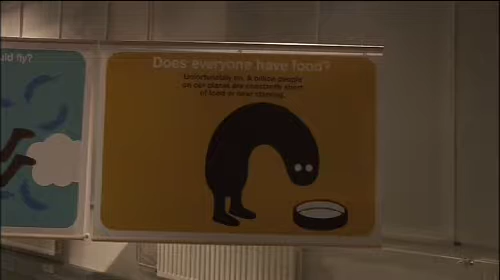 uld fly?
Does everyone have food?
Unfortunately no. A billion people
on our planet are constantly short
of food or near starving.